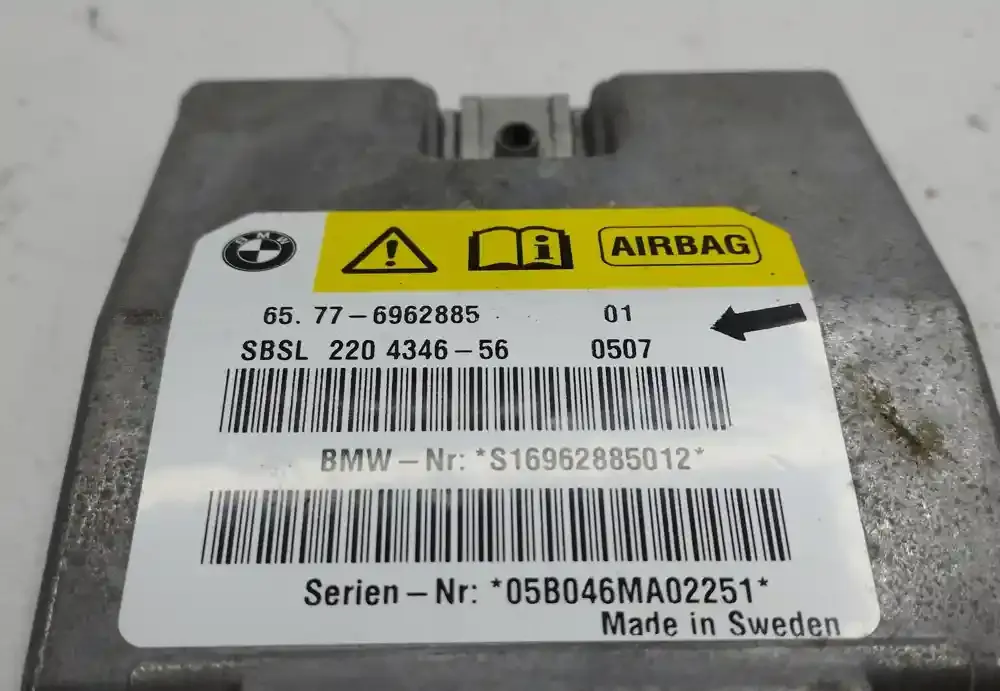 BMW
AIRBAG
65. 77-6962885 01
SBSL 220 4346-56 0507
BMW-Nr: *S16962885012*
Serien-Nr: *05B046MA02251*
Made in Sweden